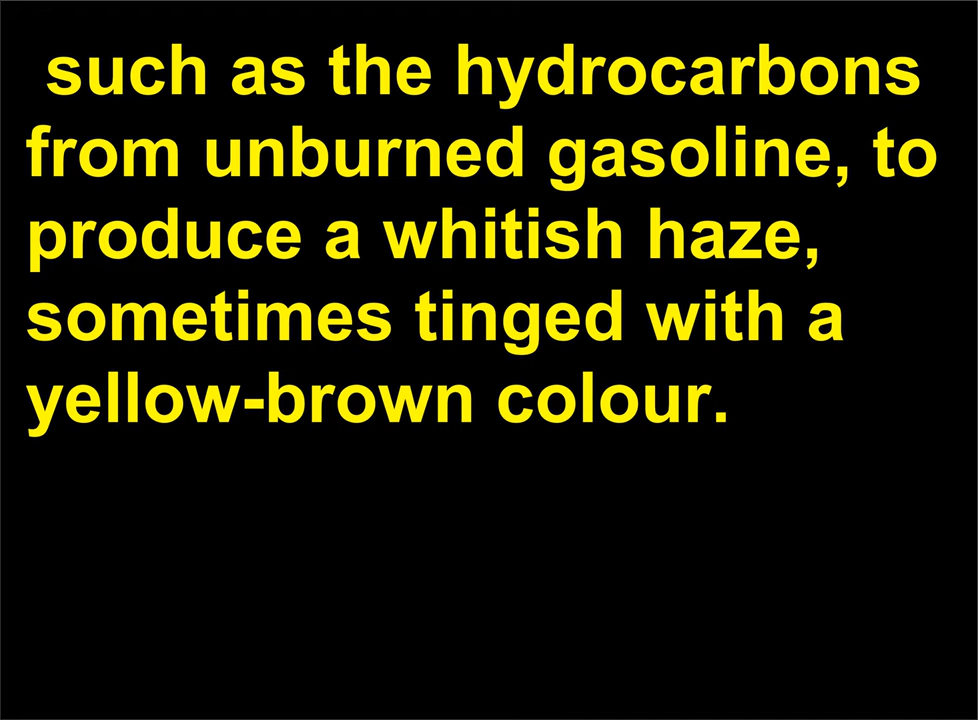 such as the hydrocarbons
from unburned gasoline, to
produce a whitish haze,
sometimes tinged with a
yellow-brown colour.